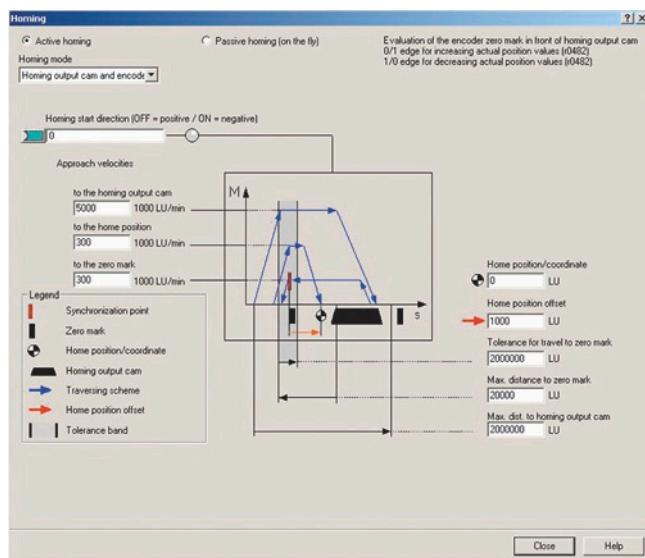 Homing
Active homing
Passive homing (on the fly)
Evaluation of the encoder zero mark in front of homing output cam
0/1 edge for increasing actual position values (r0482)
1/0 edge for decreasing actual position values (r0482)
Homing mode
Homing output cam and encode
Homing start direction (OFF = positive / ON = negative)
0
Approach velocities
to the homing output cam
5000 1000 LU/min
to the home position
300 1000 LU/min
to the zero mark
300 1000 LU/min
M
s
Home position/coordinate
0 LU
Home position offset
1000 LU
Tolerance for travel to zero mark
2000000 LU
Max. distance to zero mark
20000 LU
Max. dist. to homing output cam
2000000 LU
Legend
Synchronization point
Zero mark
Home position/coordinate
Homing output cam
Traversing scheme
Home position offset
Tolerance band
Close
Help